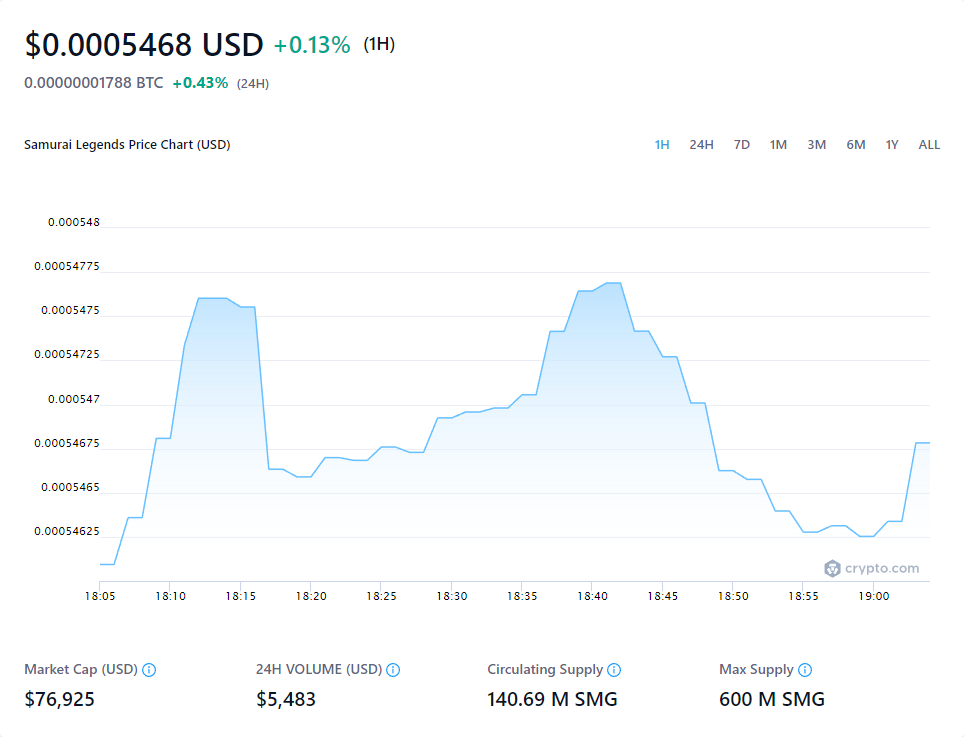 $0.0005468 USD +0.13% (1H)
0.00000001788 BTC +0.43% (24H)
Samurai Legends Price Chart (USD) 1H 24H 7D 1M 3M 6M 1Y ALL
0.000548
0.00054775
0.0005475
0.00054725
0.000547
0.00054675
0.0005465
0.00054625
crypto.com
18:05 18:10 18:15 18:20 18:25 18:30 18:35 18:40 18:45 18:50 18:55 19:00
Market Cap (USD) 24H VOLUME (USD) Circulating Supply Max Supply
$76,925 $5,483 140.69 M SMG 600 M SMG